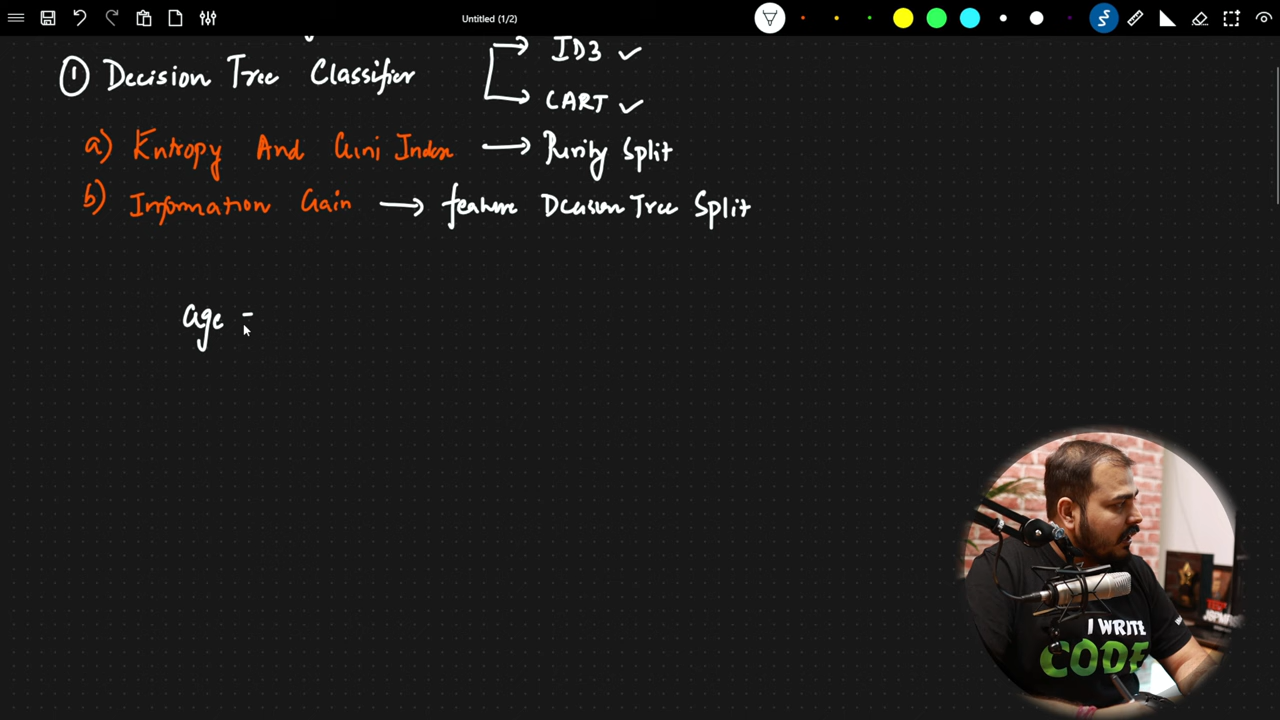 Untitled (1/2)
ID3 ✓
① Decision Tree Classifier
CART ✓
a) Entropy And Gini Index → Purity Split
b) Information Gain → feature Decision Tree Split
age =
I WRITE
CODE